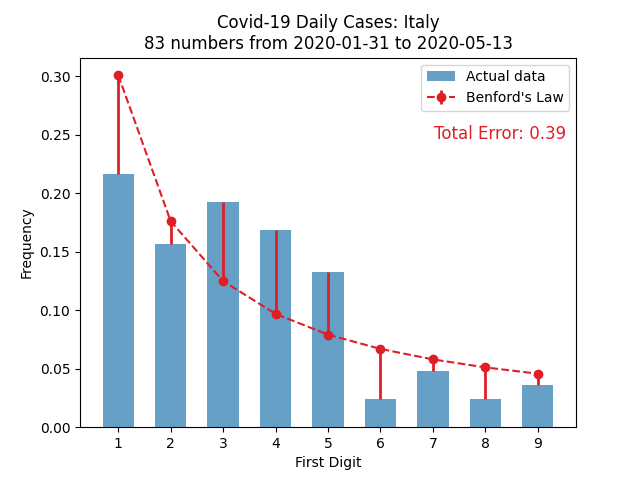 Covid-19 Daily Cases: Italy
83 numbers from 2020-01-31 to 2020-05-13
Actual data
Benford's Law
Total Error: 0.39
0.30
0.25
0.20
0.15
0.10
0.05
0.00
Frequency
1 2 3 4 5 6 7 8 9
First Digit